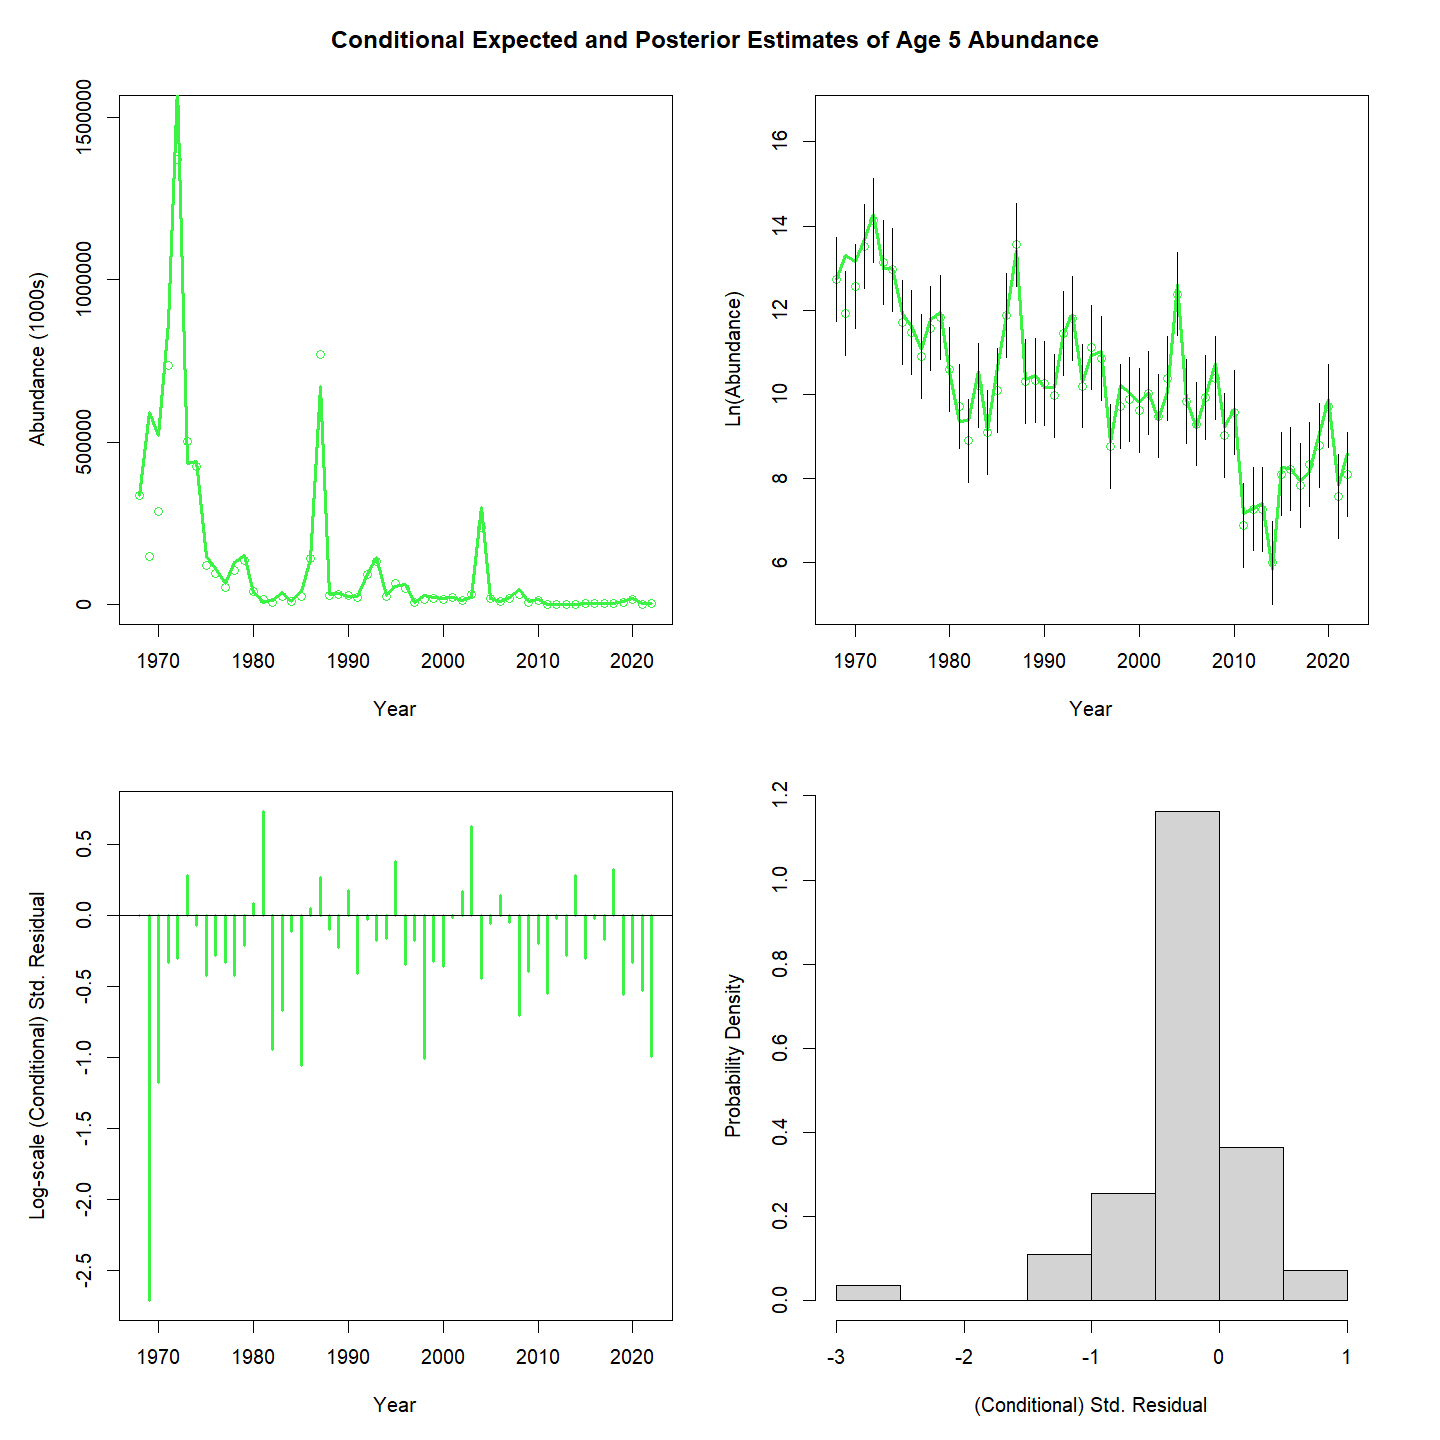 Conditional Expected and Posterior Estimates of Age 5 Abundance
Abundance (1000s)
0
500000
1000000
1500000
1970 1980 1990 2000 2010 2020
Year
Ln(Abundance)
6
8
10
12
14
16
1970 1980 1990 2000 2010 2020
Year
Log-scale (Conditional) Std. Residual
-2.5
-2.0
-1.5
-1.0
-0.5
0.0
0.5
1970 1980 1990 2000 2010 2020
Year
Probability Density
0.0
0.2
0.4
0.6
0.8
1.0
1.2
-3 -2 -1 0 1
(Conditional) Std. Residual